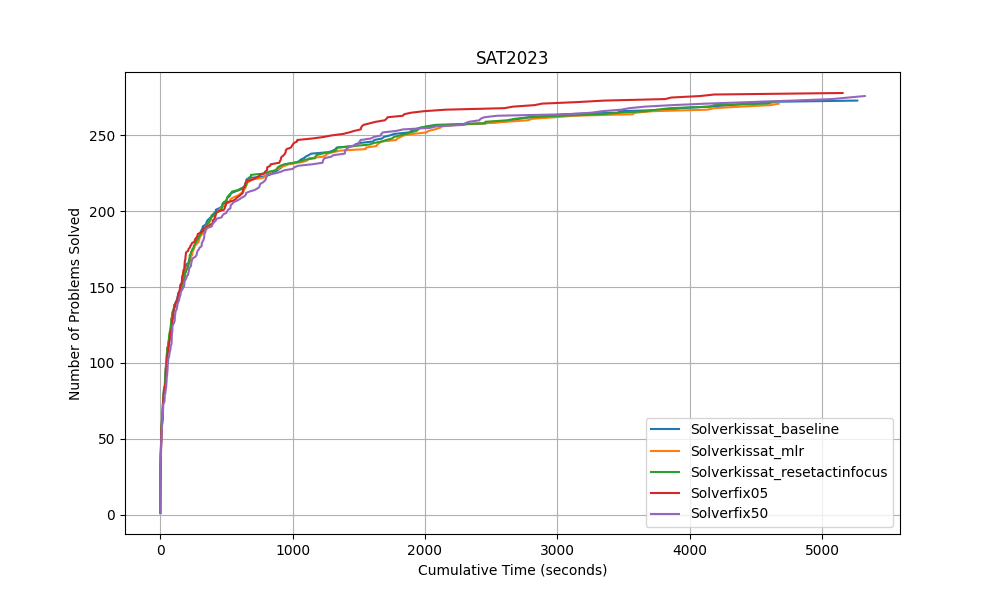 SAT2023
Number of Problems Solved
250
200
150
100
50
0
Solverkissat_baseline
Solverkissat_mlr
Solverkissat_resetactinfocus
Solverfix05
Solverfix50
0 1000 2000 3000 4000 5000
Cumulative Time (seconds)